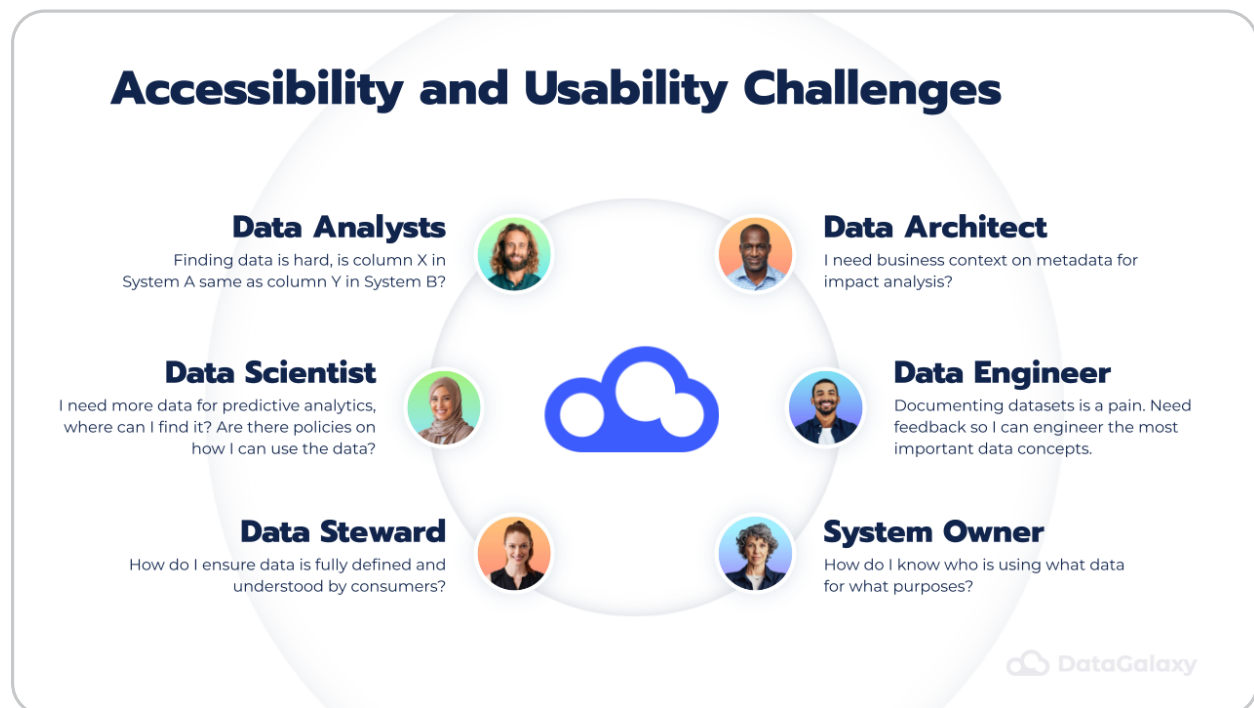 Accessibility and Usability Challenges
Data Analysts
Finding data is hard, is column X in
System A same as column Y in System B?
Data Architect
I need business context on metadata for
impact analysis?
Data Scientist
I need more data for predictive analytics,
where can I find it? Are there policies on
how I can use the data?
Data Engineer
Documenting datasets is a pain. Need
feedback so I can engineer the most
important data concepts.
Data Steward
How do I ensure data is fully defined and
understood by consumers?
System Owner
How do I know who is using what data
for what purposes?
DataGalaxy